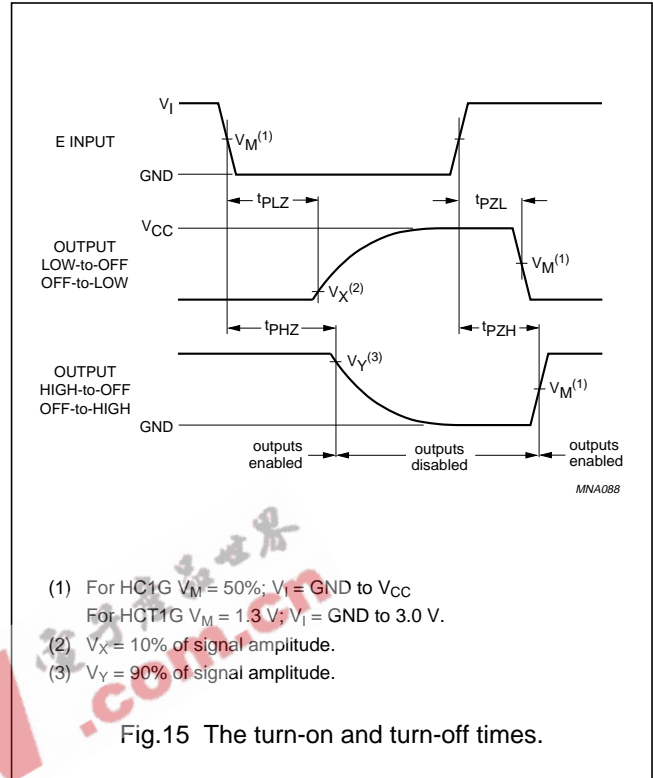 V_I
E INPUT
V_M(1)
GND
t_PLZ
t_PZL
V_CC
OUTPUT
LOW-to-OFF
OFF-to-LOW
V_M(1)
V_X(2)
t_PHZ
t_PZH
OUTPUT
HIGH-to-OFF
OFF-to-HIGH
V_Y(3)
V_M(1)
GND
outputs
enabled
outputs
disabled
outputs
enabled
MNA088
(1) For HC1G V_M = 50%; V_I = GND to V_CC
For HCT1G V_M = 1.3 V; V_I = GND to 3.0 V.
(2) V_X = 10% of signal amplitude.
(3) V_Y = 90% of signal amplitude.
.com.cn
Fig.15 The turn-on and turn-off times.